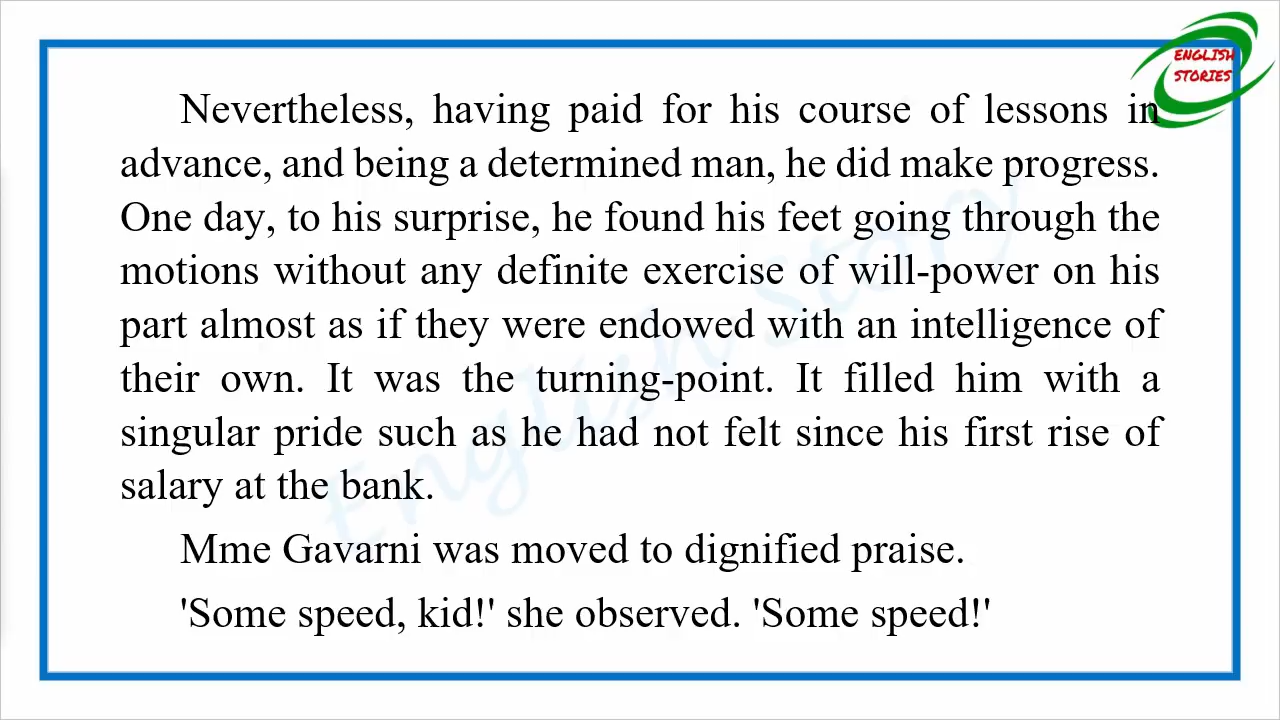 ENGLISH
STORIES
Nevertheless, having paid for his course of lessons in
advance, and being a determined man, he did make progress.
One day, to his surprise, he found his feet going through the
motions without any definite exercise of will-power on his
part almost as if they were endowed with an intelligence of
their own. It was the turning-point. It filled him with a
singular pride such as he had not felt since his first rise of
salary at the bank.
Mme Gavarni was moved to dignified praise.
'Some speed, kid!' she observed. 'Some speed!'
English Story